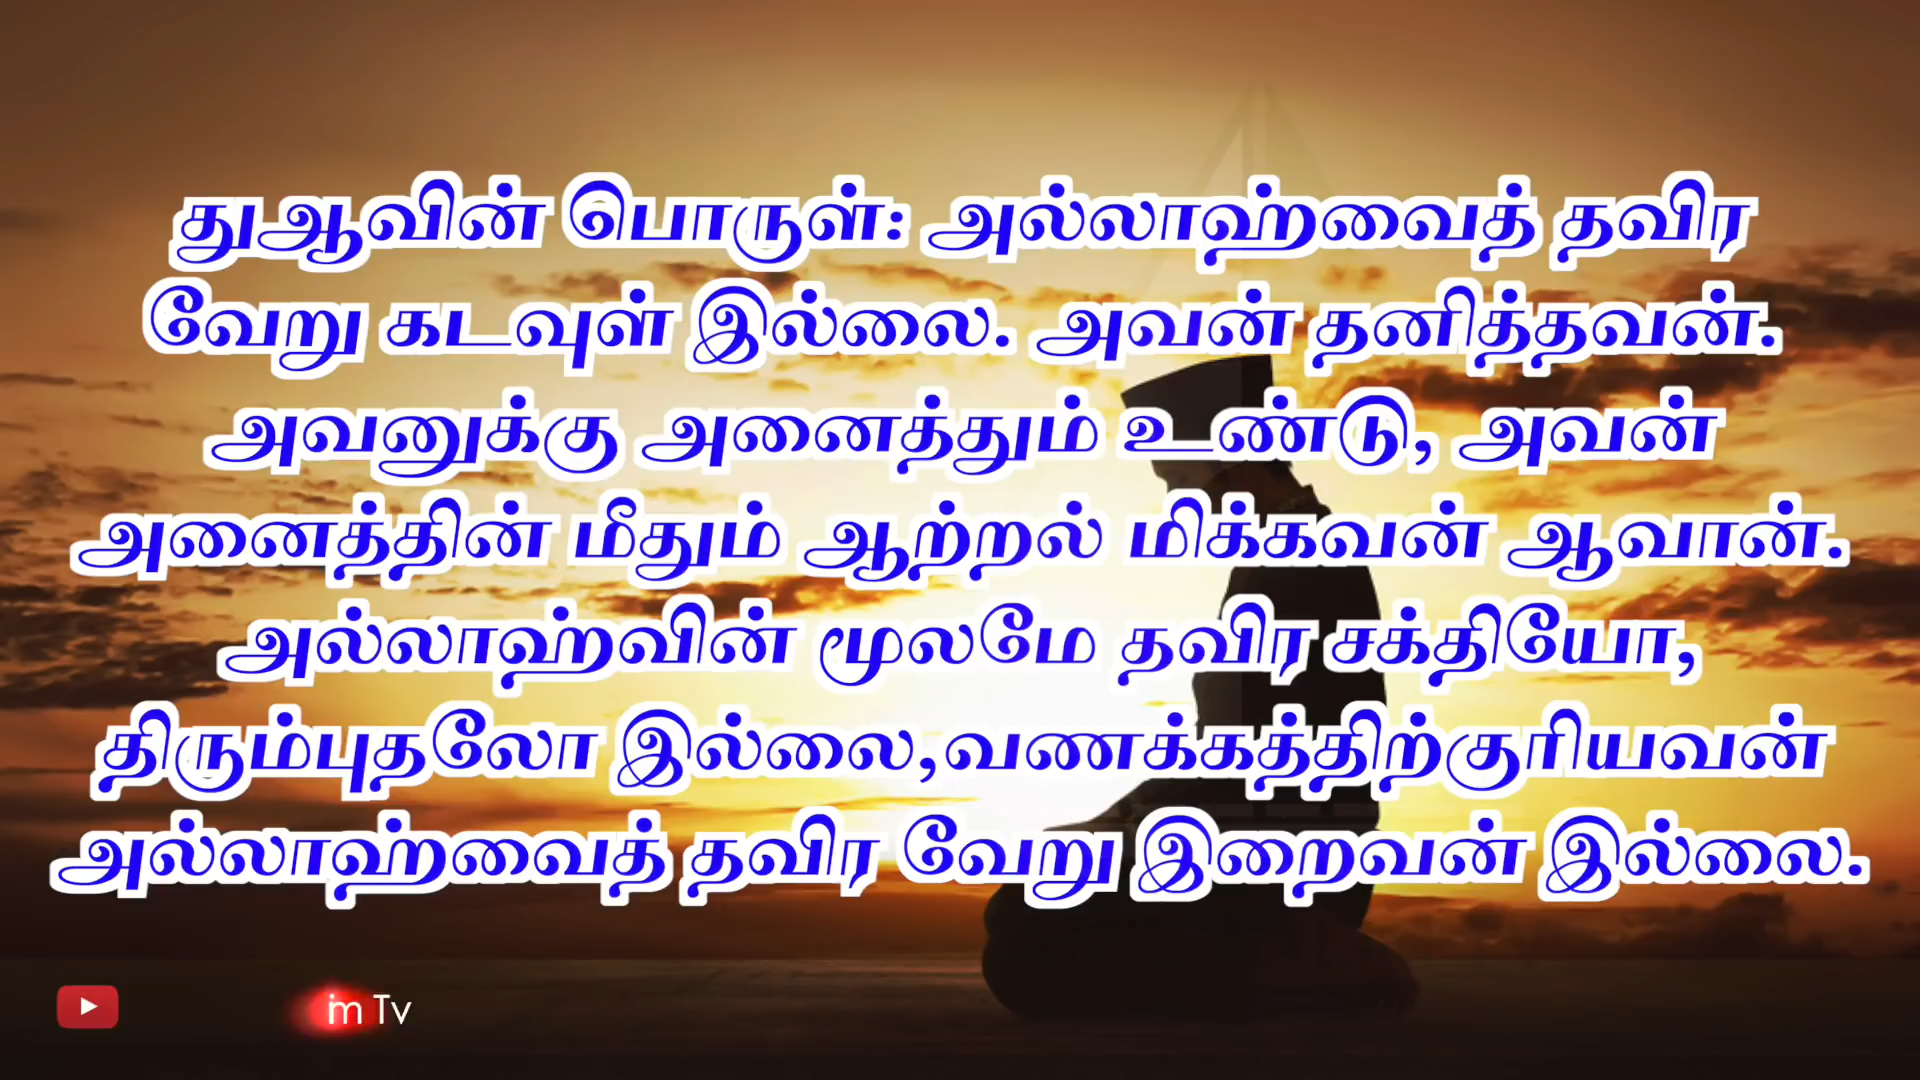 துஆவின் பொருள்: அல்லாஹ்வைத் தவிர
வேறு கடவுள் இல்லை. அவன் தனித்தவன்.
அவனுக்கு அனைத்தும் உண்டு, அவன்
அனைத்தின் மீதும் ஆற்றல் மிக்கவன் ஆவான்.
அல்லாஹ்வின் மூலமே தவிர சக்தியோ,
திரும்புதலோ இல்லை,வணக்கத்திற்குரியவன்
அல்லாஹ்வைத் தவிர வேறு இறைவன் இல்லை.
im Tv